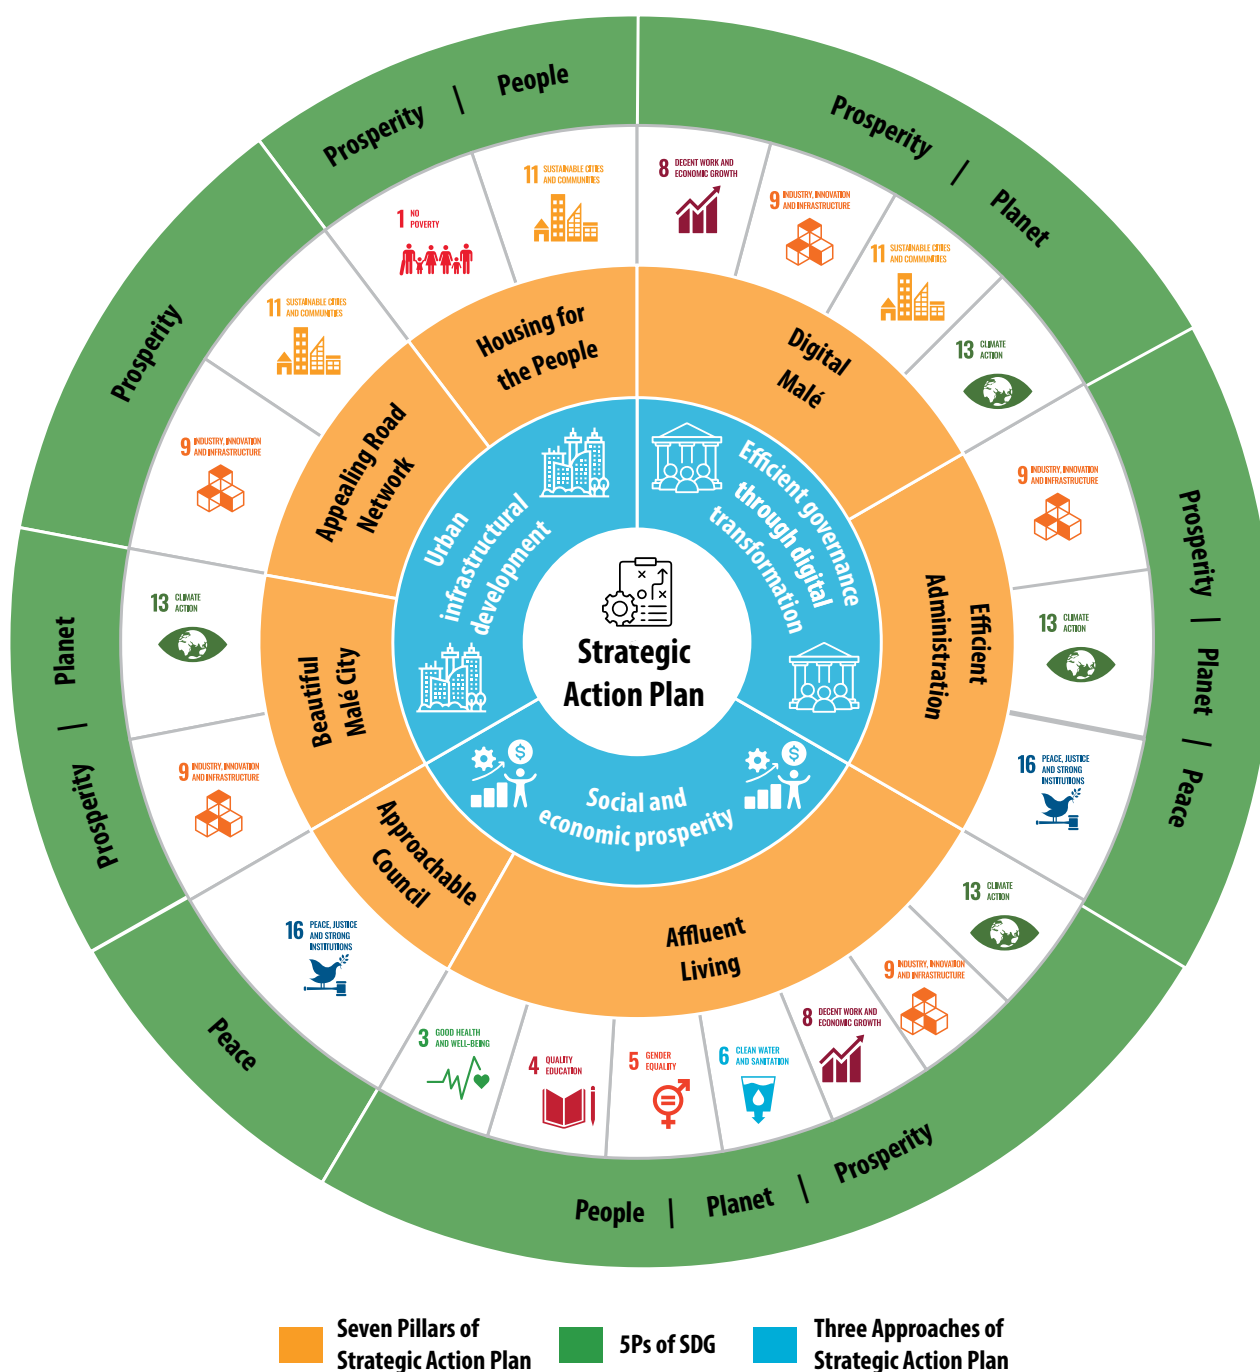 Prosperity | People
Prosperity | Planet
Prosperity | Planet | Peace
People | Planet | Prosperity
Peace
Prosperity | Planet
Prosperity
1 NO
POVERTY
11 SUSTAINABLE CITIES
AND COMMUNITIES
8 DECENT WORK AND
ECONOMIC GROWTH
9 INDUSTRY, INNOVATION
AND INFRASTRUCTURE
11 SUSTAINABLE CITIES
AND COMMUNITIES
13 CLIMATE
ACTION
9 INDUSTRY, INNOVATION
AND INFRASTRUCTURE
13 CLIMATE
ACTION
16 PEACE, JUSTICE
AND STRONG
INSTITUTIONS
13 CLIMATE
ACTION
9 INDUSTRY, INNOVATION
AND INFRASTRUCTURE
8 DECENT WORK AND
ECONOMIC GROWTH
6 CLEAN WATER
AND SANITATION
5 GENDER
EQUALITY
4 QUALITY
EDUCATION
3 GOOD HEALTH
AND WELL-BEING
16 PEACE, JUSTICE
AND STRONG
INSTITUTIONS
9 INDUSTRY, INNOVATION
AND INFRASTRUCTURE
13 CLIMATE
ACTION
9 INDUSTRY, INNOVATION
AND INFRASTRUCTURE
11 SUSTAINABLE CITIES
AND COMMUNITIES
Housing for
the People
Digital
Malé
Efficient
Administration
Affluent
Living
Approachable
Council
Beautiful
Malé City
Appealing Road
Network
Urban
infrastructural
development
Efficient governance
through digital
transformation
Social and
economic prosperity
$
$
Strategic
Action Plan
Seven Pillars of
Strategic Action Plan
5Ps of SDG
Three Approaches of
Strategic Action Plan